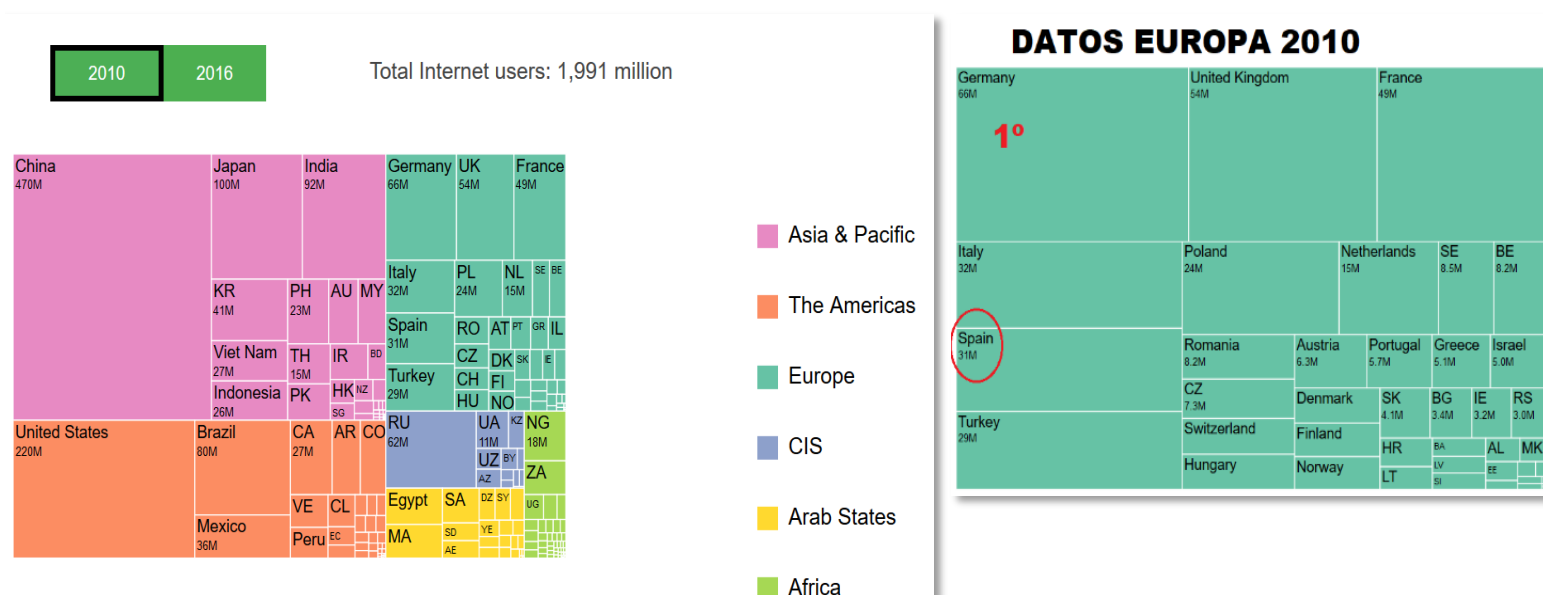 2010
2016
Total Internet users: 1,991 million
China
470M
Japan
100M
India
92M
KR
41M
PH
23M
AU
MY
Viet Nam
27M
TH
15M
IR
BD
Indonesia
26M
PK
HK
NZ
SG
United States
220M
Brazil
80M
Mexico
36M
CA
27M
AR
CO
VE
CL
Peru
EC
Germany
66M
UK
54M
France
49M
Italy
32M
PL
24M
NL
15M
SE
BE
Spain
31M
RO
AT
PT
GR
IL
CZ
DK
SK
IE
Turkey
29M
CH
FI
HU
NO
RU
62M
UA
11M
KZ
UZ
BY
AZ
NG
18M
ZA
UG
Egypt
SA
DZ
SY
MA
SD
YE
AE
Asia & Pacific
The Americas
Europe
CIS
Arab States
Africa
DATOS EUROPA 2010
Germany
66M
1º
United Kingdom
54M
France
49M
Italy
32M
Poland
24M
Netherlands
15M
SE
8.5M
BE
8.2M
Spain
31M
Romania
8.2M
Austria
6.3M
Portugal
5.7M
Greece
5.1M
Israel
5.0M
CZ
7.3M
Denmark
SK
4.1M
BG
3.4M
IE
3.2M
RS
3.0M
Turkey
29M
Switzerland
Finland
HR
BA
AL
MK
Hungary
Norway
LT
LV
EE
SI